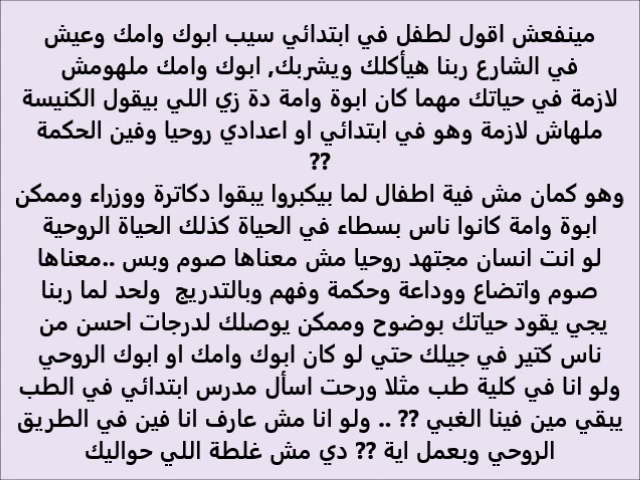 مينفعش اقول لطفل في ابتدائي سيب ابوك وامك وعيش
في الشارع ربنا هيأكلك ويشربك, ابوك وامك ملهومش
لازمة في حياتك مهما كان ابوة وامة دة زي اللي بيقول الكنيسة
ملهاش لازمة وهو في ابتدائي او اعدادي روحيا وفين الحكمة
??
وهو كمان مش فية اطفال لما بيكبروا يبقوا دكاترة ووزراء وممكن
ابوة وامة كانوا ناس بسطاء في الحياة كذلك الحياة الروحية
لو انت انسان مجتهد روحيا مش معناها صوم وبس ..معناها
صوم واتضاع ووداعة وحكمة وفهم وبالتدريج ولحد لما ربنا
يجي يقود حياتك بوضوح وممكن يوصلك لدرجات احسن من
ناس كتير في جيلك حتي لو كان ابوك وامك او ابوك الروحي
ولو انا في كلية طب مثلا ورحت اسأل مدرس ابتدائي في الطب
يبقي مين فينا الغبي ?? .. ولو انا مش عارف انا فين في الطريق
الروحي وبعمل اية ?? دي مش غلطة اللي حواليك